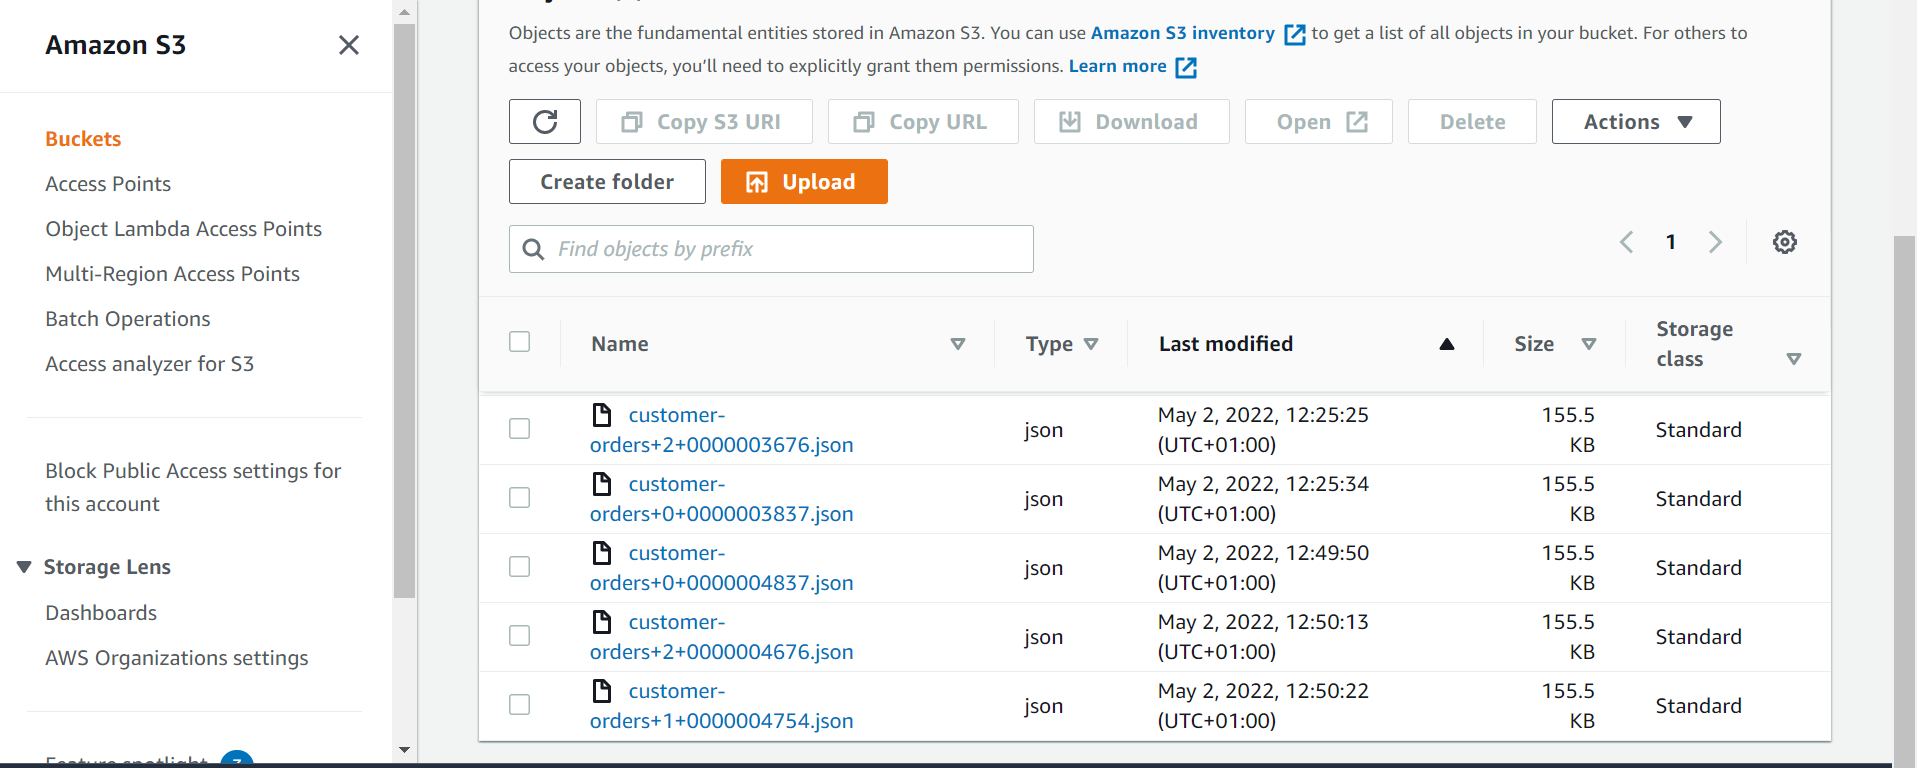 Amazon S3
Buckets
Access Points
Object Lambda Access Points
Multi-Region Access Points
Batch Operations
Access analyzer for S3
Block Public Access settings for
this account
Storage Lens
Dashboards
AWS Organizations settings
Feature spotlight 3
Objects are the fundamental entities stored in Amazon S3. You can use Amazon S3 inventory to get a list of all objects in your bucket. For others to
access your objects, you’ll need to explicitly grant them permissions. Learn more
Copy S3 URI Copy URL Download Open Delete Actions
Create folder Upload
Find objects by prefix
1
Name Type Last modified Size Storage
class
customer- json May 2, 2022, 12:25:25 155.5 Standard
orders+2+0000003676.json (UTC+01:00) KB
customer- json May 2, 2022, 12:25:34 155.5 Standard
orders+0+0000003837.json (UTC+01:00) KB
customer- json May 2, 2022, 12:49:50 155.5 Standard
orders+0+0000004837.json (UTC+01:00) KB
customer- json May 2, 2022, 12:50:13 155.5 Standard
orders+2+0000004676.json (UTC+01:00) KB
customer- json May 2, 2022, 12:50:22 155.5 Standard
orders+1+0000004754.json (UTC+01:00) KB